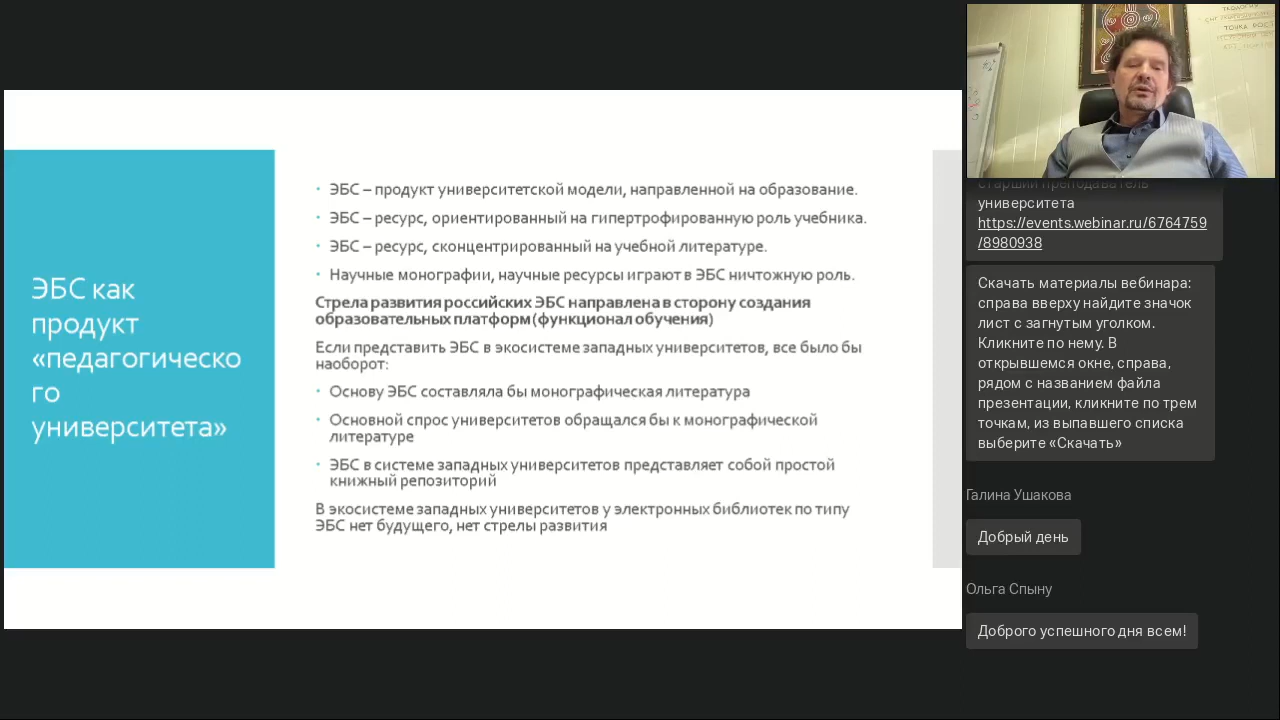 ЭБС как
продукт
«педагогическо
го
университета»
ЭБС – продукт университетской модели, направленной на образование.
ЭБС – ресурс, ориентированный на гипертрофированную роль учебника.
ЭБС – ресурс, сконцентрированный на учебной литературе.
Научные монографии, научные ресурсы играют в ЭБС ничтожную роль.
Стрела развития российских ЭБС направлена в сторону создания
образовательных платформ (функционал обучения)
Если представить ЭБС в экосистеме западных университетов, все было бы
наоборот:
Основу ЭБС составляла бы монографическая литература
Основной спрос университетов обращался бы к монографической
литературе
ЭБС в системе западных университетов представляет собой простой
книжный репозиторий
В экосистеме западных университетов у электронных библиотек по типу
ЭБС нет будущего, нет стрелы развития
ТОЧКА РОСТ
старший преподаватель
университета
https://events.webinar.ru/6764759
/8980938
Скачать материалы вебинара:
справа вверху найдите значок
лист с загнутым уголком.
Кликните по нему. В
открывшемся окне, справа,
рядом с названием файла
презентации, кликните по трем
точкам, из выпавшего списка
выберите «Скачать»
Галина Ушакова
Добрый день
Ольга Спыну
Доброго успешного дня всем!